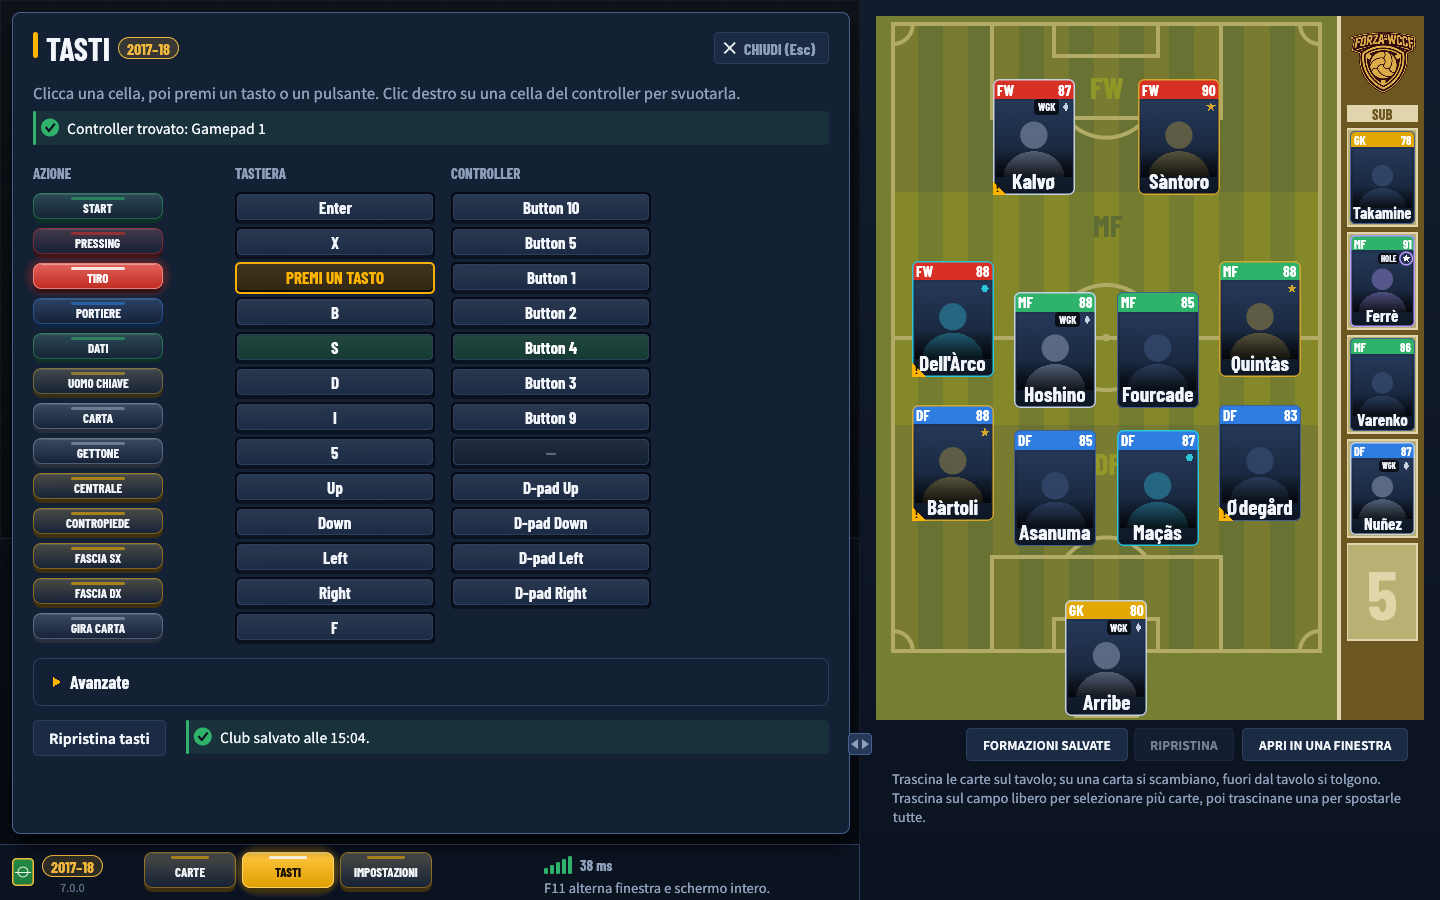 TASTI 2017-18
CHIUDI (Esc)
Clicca una cella, poi premi un tasto o un pulsante. Clic destro su una cella del controller per svuotarla.
Controller trovato: Gamepad 1
AZIONE TASTIERA CONTROLLER
START Enter Button 10
PRESSING X Button 5
TIRO PREMI UN TASTO Button 1
PORTIERE B Button 2
DATI S Button 4
UOMO CHIAVE D Button 3
CARTA I Button 9
GETTONE 5 —
CENTRALE Up D-pad Up
CONTROPIEDE Down D-pad Down
FASCIA SX Left D-pad Left
FASCIA DX Right D-pad Right
GIRA CARTA F
Avanzate
Ripristina tasti
Club salvato alle 15:04.
2017-18
7.0.0
CARTE
TASTI
IMPOSTAZIONI
38 ms
F11 alterna finestra e schermo intero.
FW
MF
DF
FW 87
WGK
Kalvø
FW 90
Sàntoro
FW 88
Dell'Àrco
MF 88
WGK
Hoshino
MF 85
Fourcade
MF 88
Quintàs
DF 88
Bàrtoli
DF 85
Asanuma
DF 87
Maçãs
DF 83
Ødegård
GK 80
WGK
Arribe
FORZA-WCCF
SUB
GK 78
Takamine
MF 91
HOLE
Ferrè
MF 86
Varenko
DF 87
WGK
Nuñez
5
FORMAZIONI SALVATE
RIPRISTINA
APRI IN UNA FINESTRA
Trascina le carte sul tavolo; su una carta si scambiano, fuori dal tavolo si tolgono.
Trascina sul campo libero per selezionare più carte, poi trascinane una per spostarle
tutte.